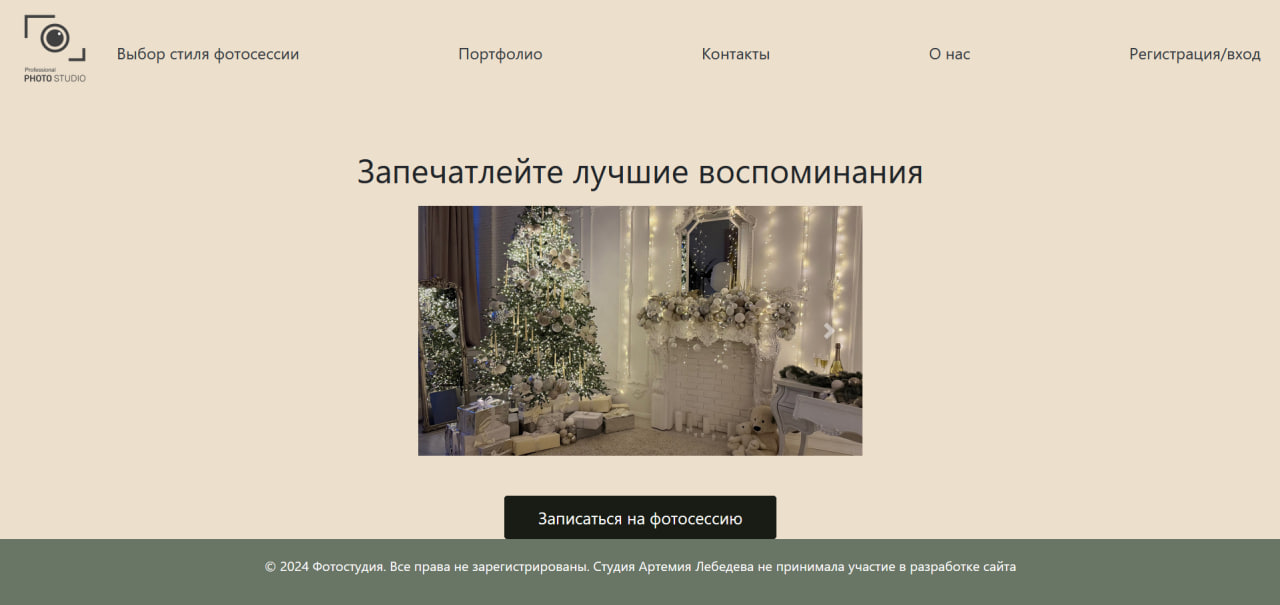 Professional
PHOTO STUDIO
Выбор стиля фотосессии
Портфолио
Контакты
О нас
Регистрация/вход
Запечатлейте лучшие воспоминания
Записаться на фотосессию
© 2024 Фотостудия. Все права не зарегистрированы. Студия Артемия Лебедева не принимала участие в разработке сайта